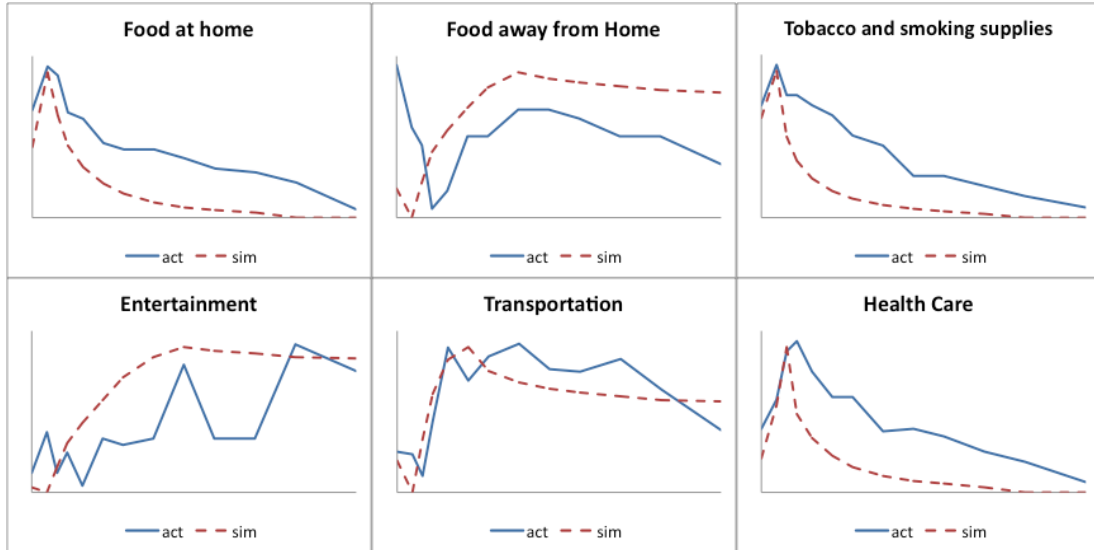 Food at home
Food away from Home
Tobacco and smoking supplies
act sim
act sim
act sim
Entertainment
Transportation
Health Care
act sim
act sim
act sim